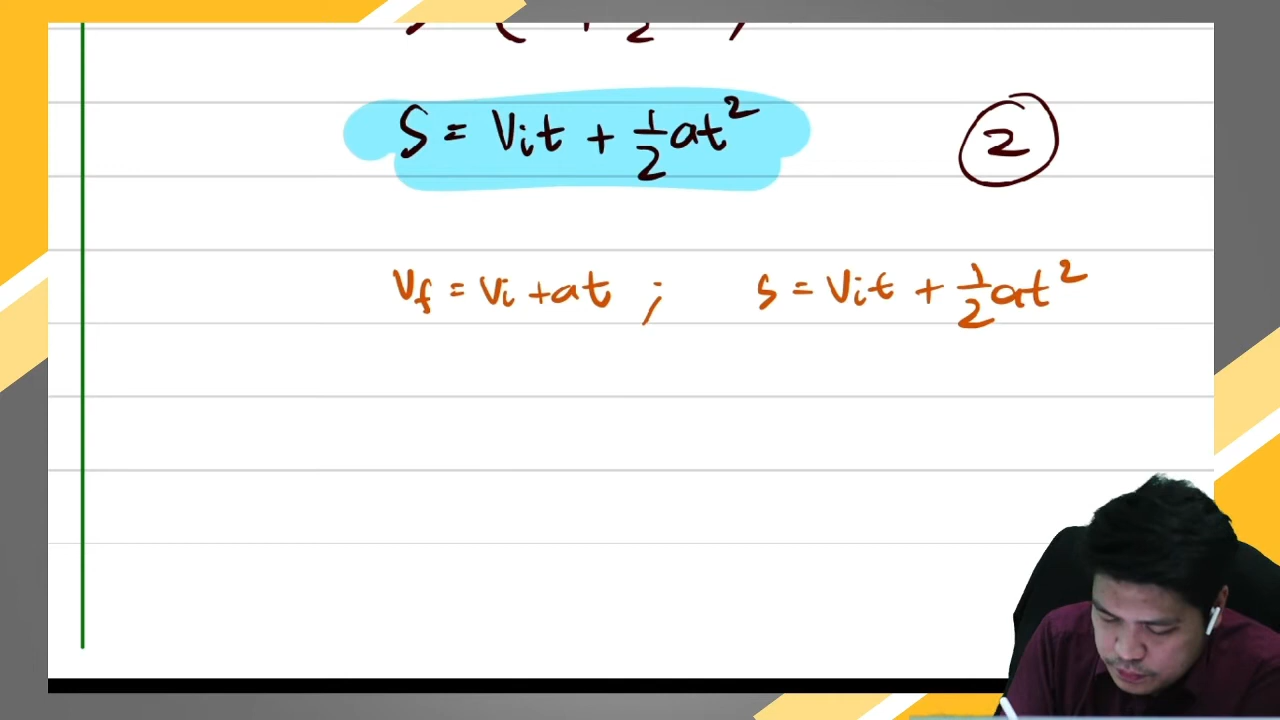 S = Vit + 1/2 at²
2
Vf = Vi + at ; s = Vit + 1/2 at²